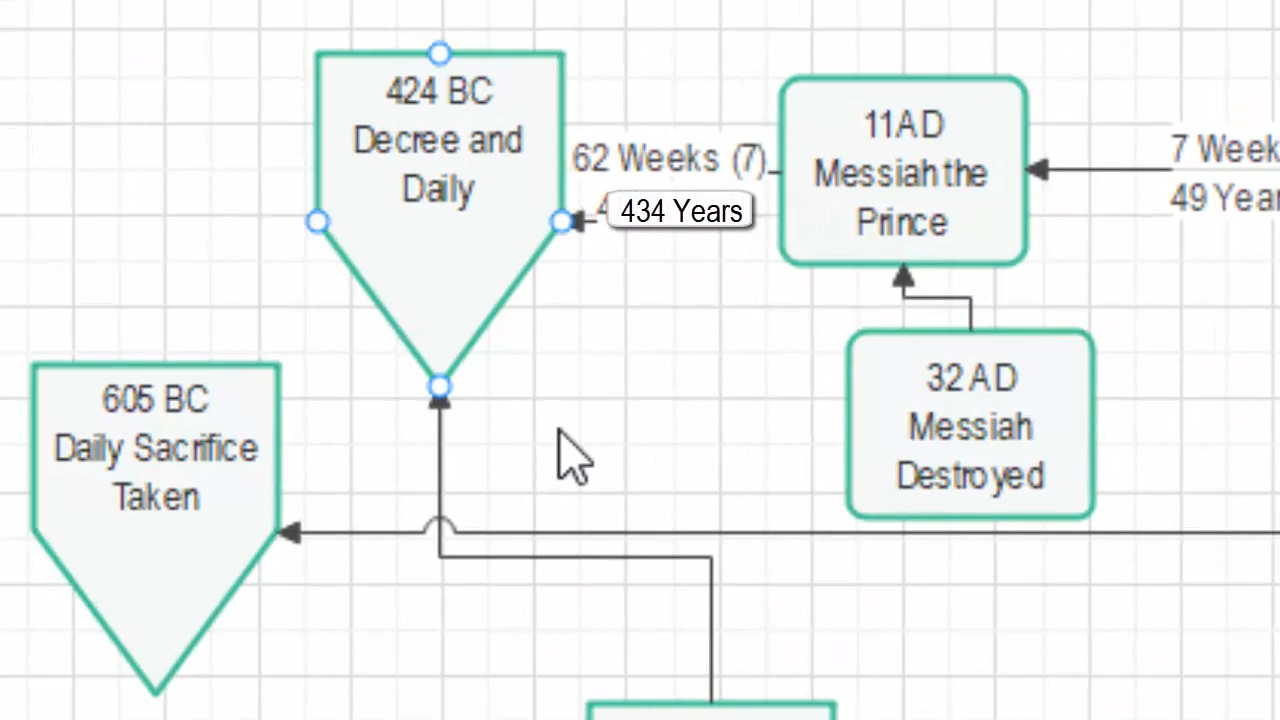 424 BC
Decree and
Daily
62 Weeks (7)
434 Years
11AD
Messiah the
Prince
7 Week
49 Year
32 AD
Messiah
Destroyed
605 BC
Daily Sacrifice
Taken